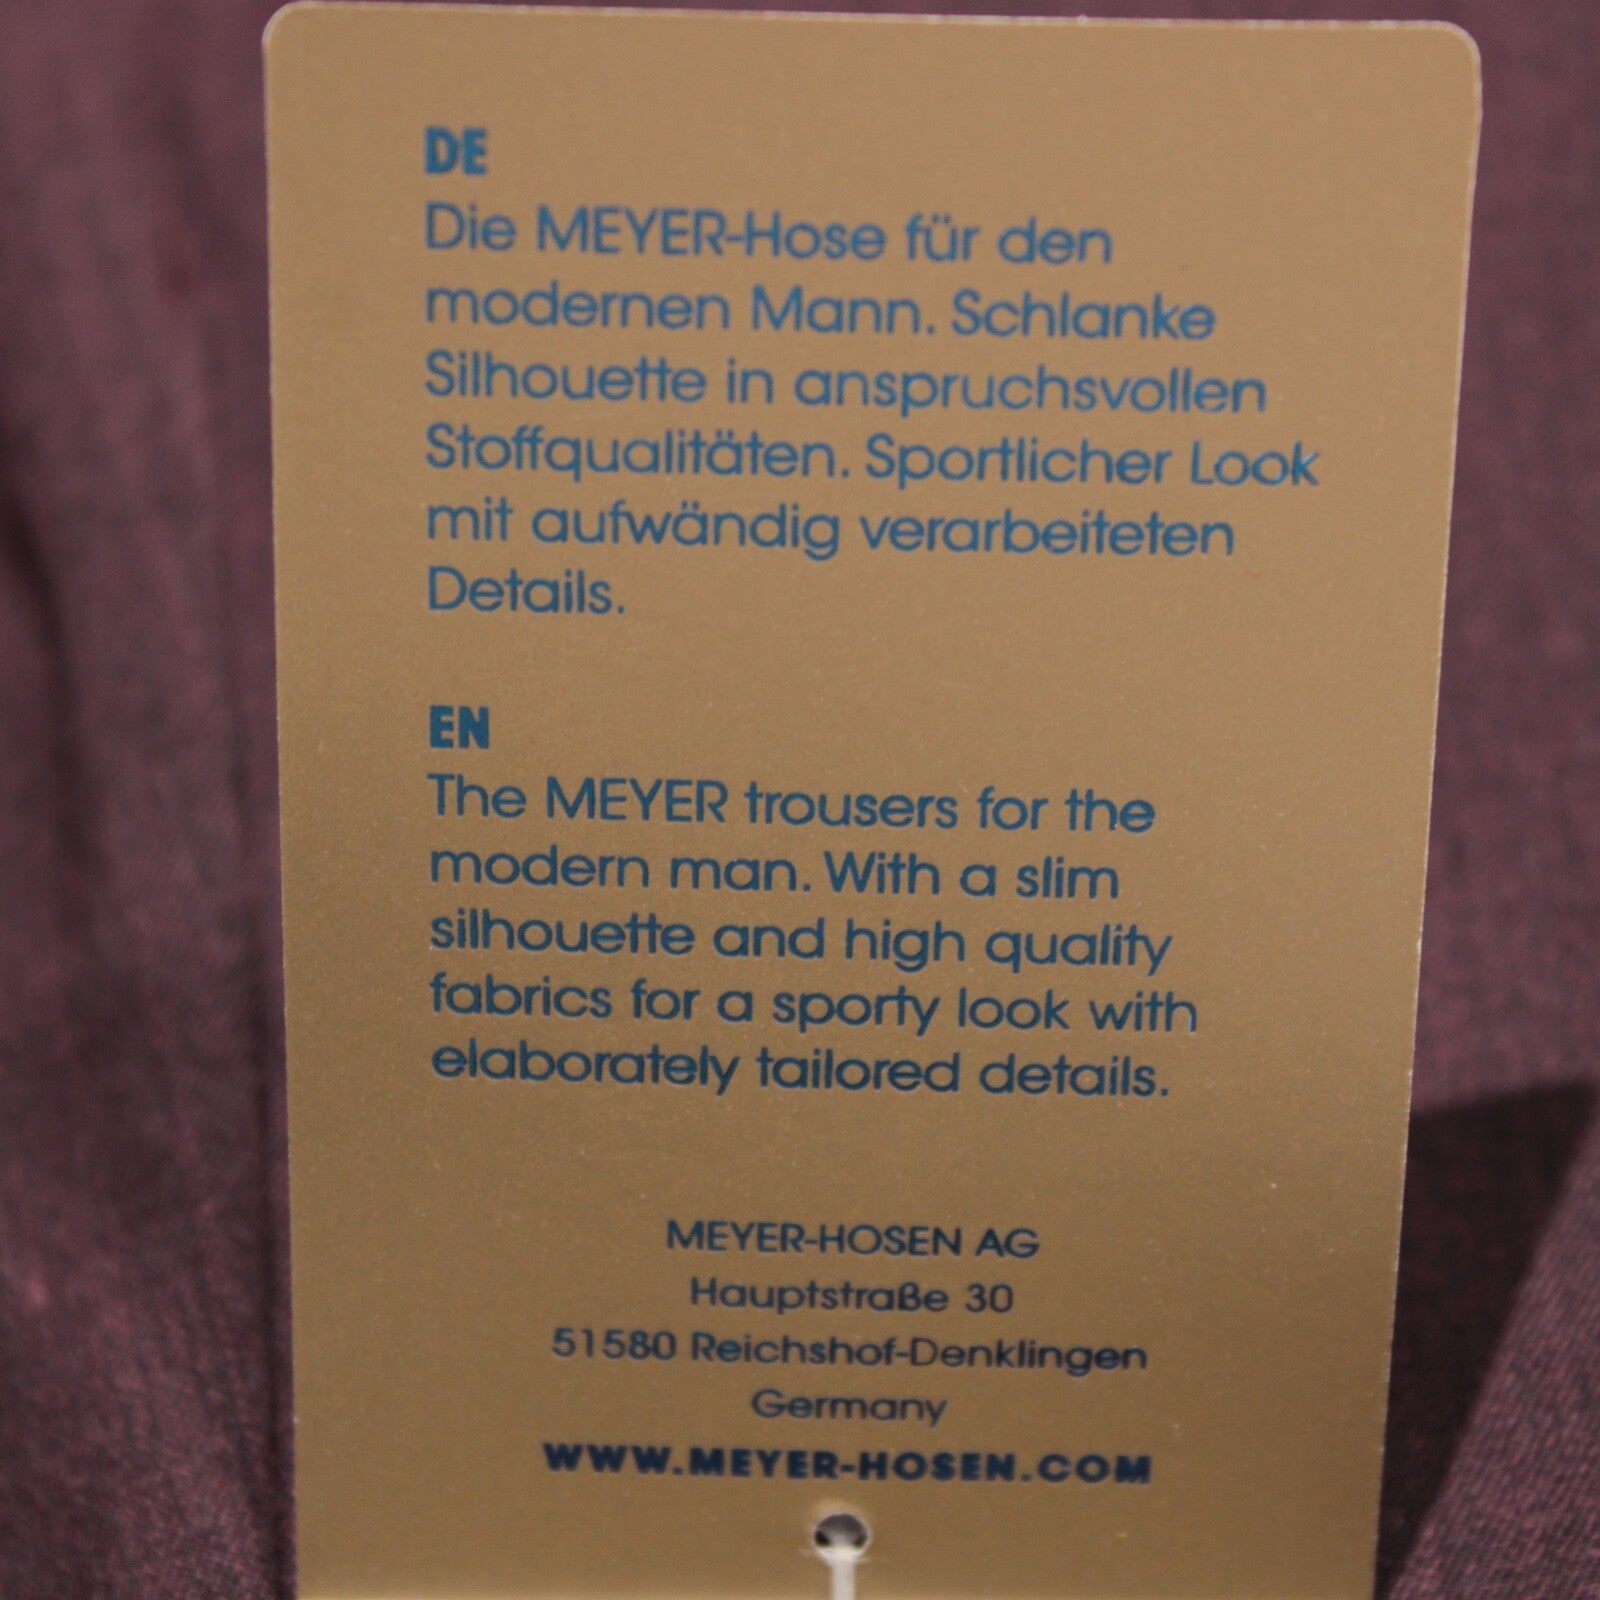 DE
Die MEYER-Hose für den
modernen Mann. Schlanke
Silhouette in anspruchsvollen
Stoffqualitäten. Sportlicher Look
mit aufwändig verarbeiteten
Details.
EN
The MEYER trousers for the
modern man. With a slim
silhouette and high quality
fabrics for a sporty look with
elaborately tailored details.
MEYER-HOSEN AG
Hauptstraße 30
51580 Reichshof-Denklingen
Germany
WWW.MEYER-HOSEN.COM